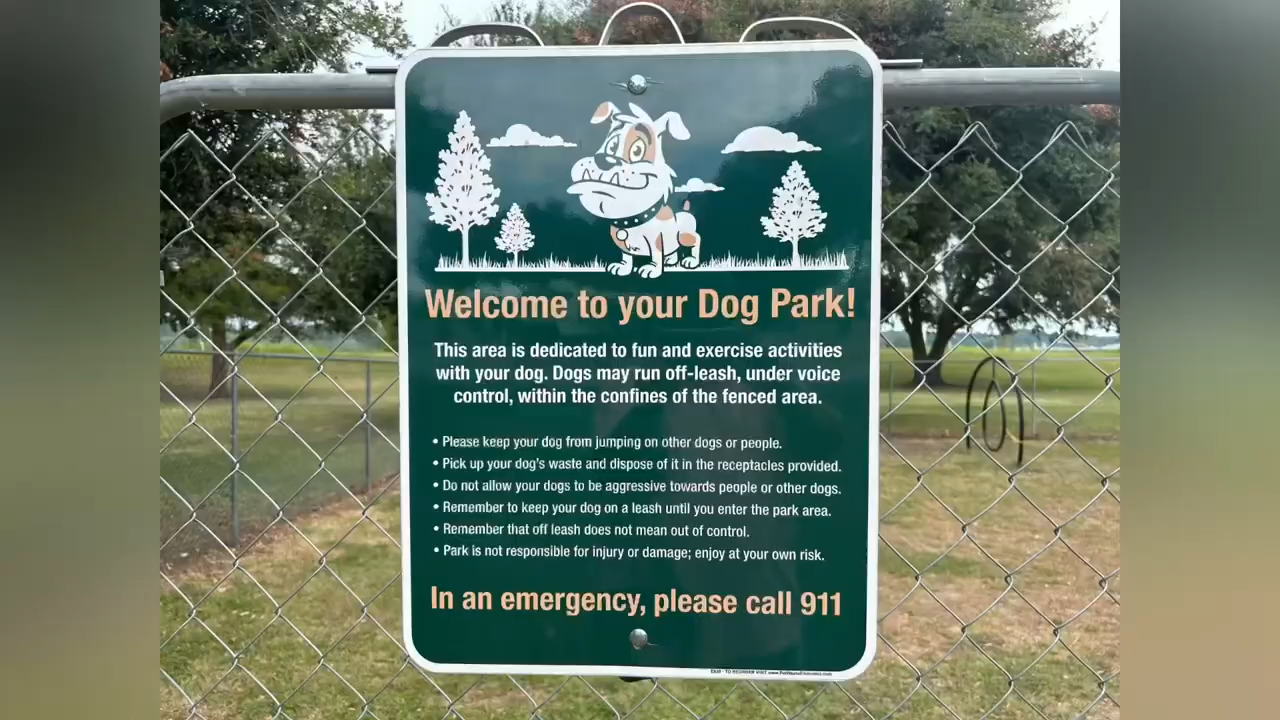 Welcome to your Dog Park!
This area is dedicated to fun and exercise activities
with your dog. Dogs may run off-leash, under voice
control, within the confines of the fenced area.
• Please keep your dog from jumping on other dogs or people.
• Pick up your dog's waste and dispose of it in the receptacles provided.
• Do not allow your dogs to be aggressive towards people or other dogs.
• Remember to keep your dog on a leash until you enter the park area.
• Remember that off leash does not mean out of control.
• Park is not responsible for injury or damage; enjoy at your own risk.
In an emergency, please call 911
TO REORDER VISIT